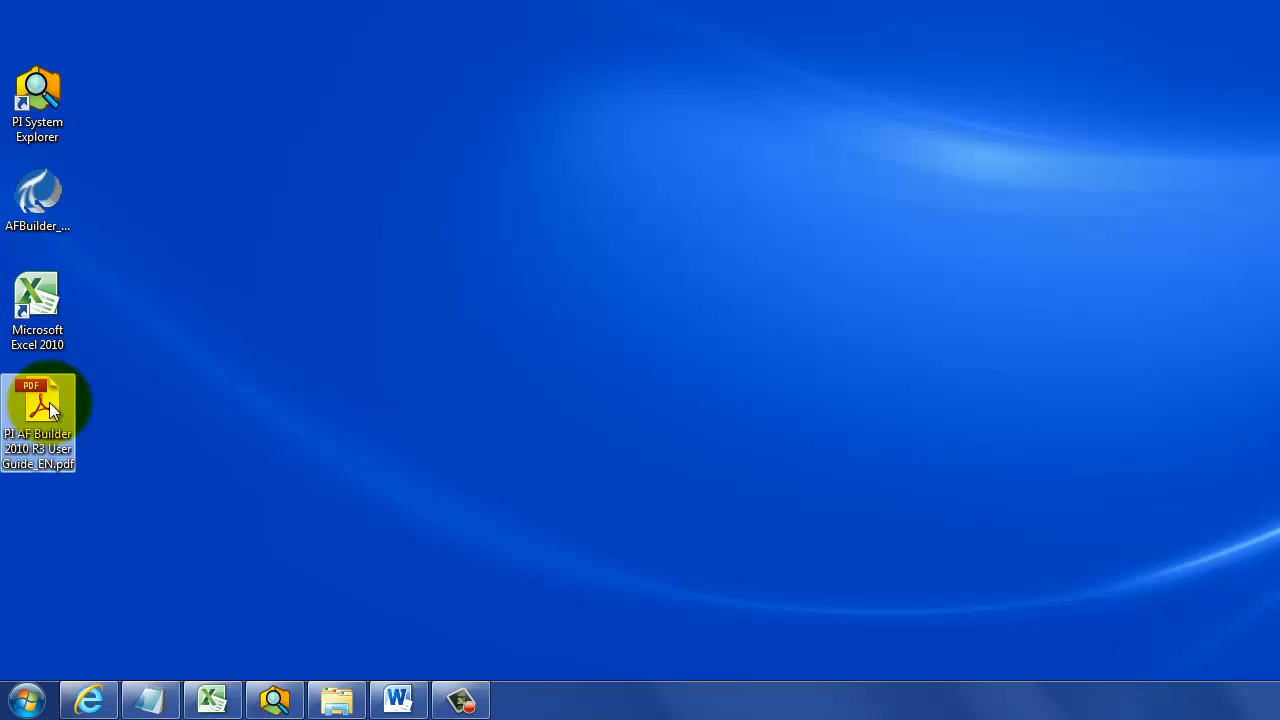 PI System
Explorer
AFBuilder_...
Microsoft
Excel 2010
PDF
PI AF Builder
2010 R3 User
Guide_EN.pdf